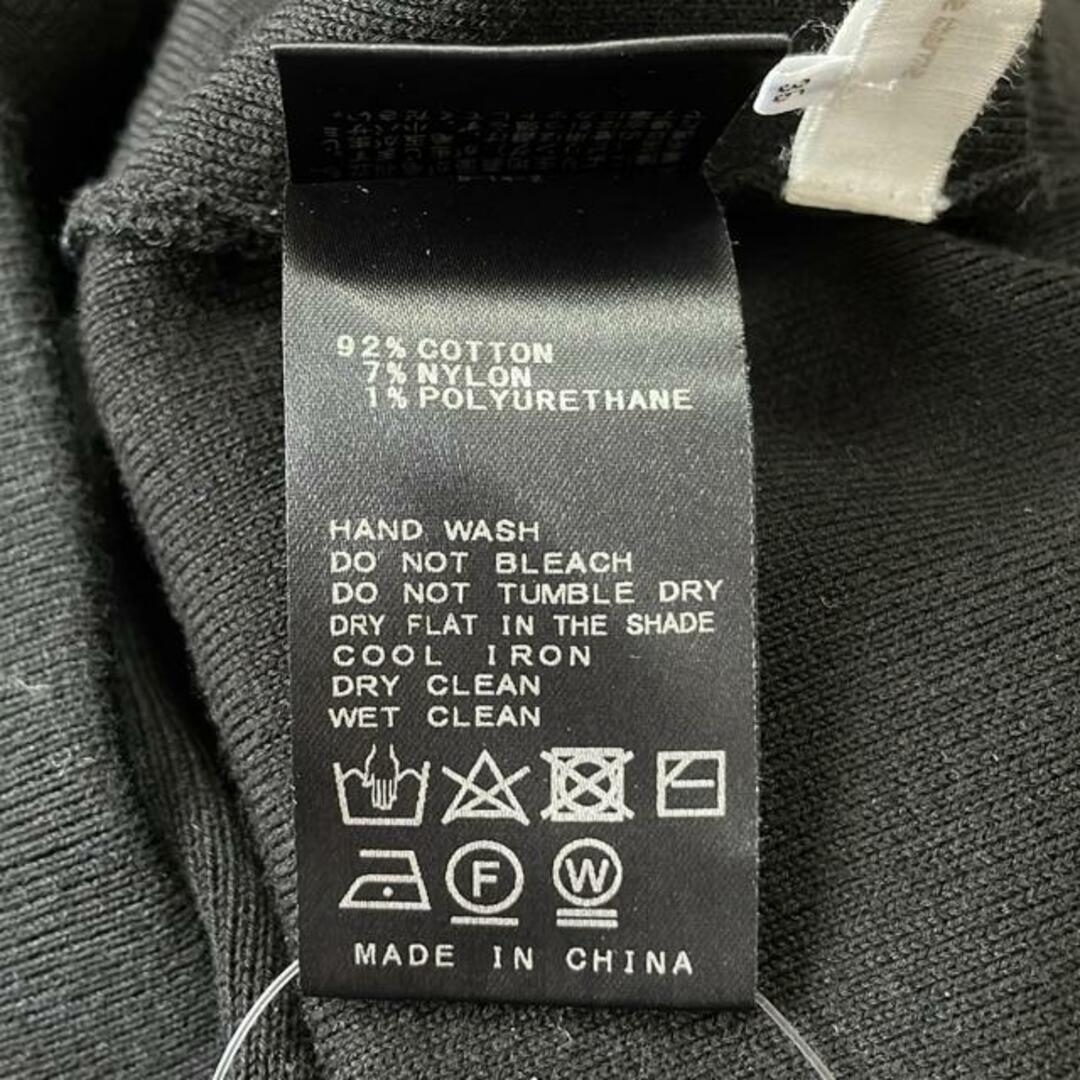 36
92% COTTON
7% NYLON
1% POLYURETHANE
HAND WASH
DO NOT BLEACH
DO NOT TUMBLE DRY
DRY FLAT IN THE SHADE
COOL IRON
DRY CLEAN
WET CLEAN
F W
MADE IN CHINA